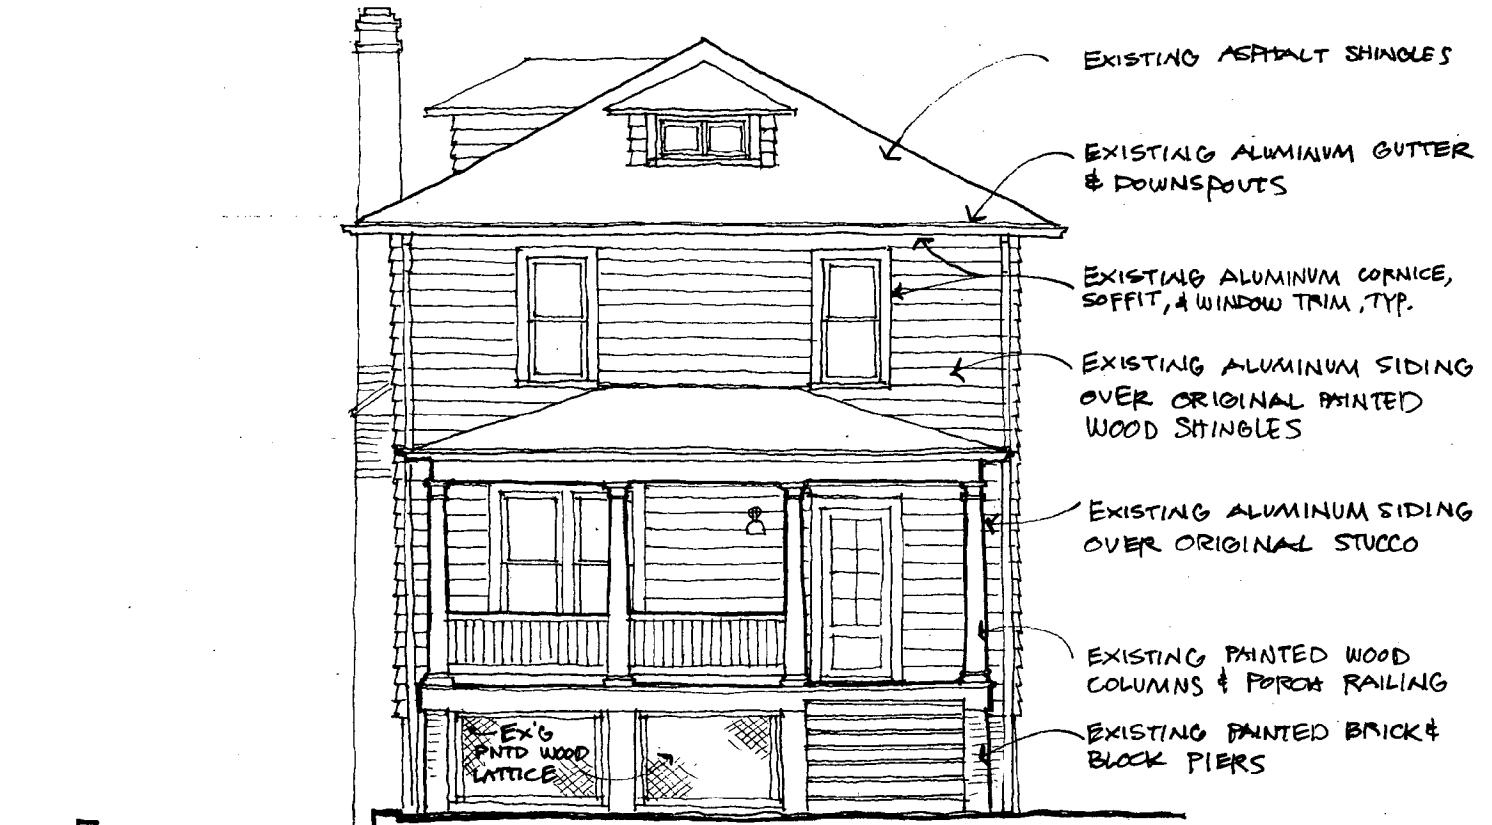 EXISTING ASPHALT SHINGLES
EXISTING ALUMINUM GUTTER
& DOWNSPOUTS
EXISTING ALUMINUM CORNICE,
SOFFIT, & WINDOW TRIM, TYP.
EXISTING ALUMINUM SIDING
OVER ORIGINAL PAINTED
WOOD SHINGLES
EXISTING ALUMINUM SIDING
OVER ORIGINAL STUCCO
EXISTING PAINTED WOOD
COLUMNS & PORCH RAILING
EXISTING PAINTED BRICK &
BLOCK PIERS
EX'G
PNTD WOOD
LATTICE